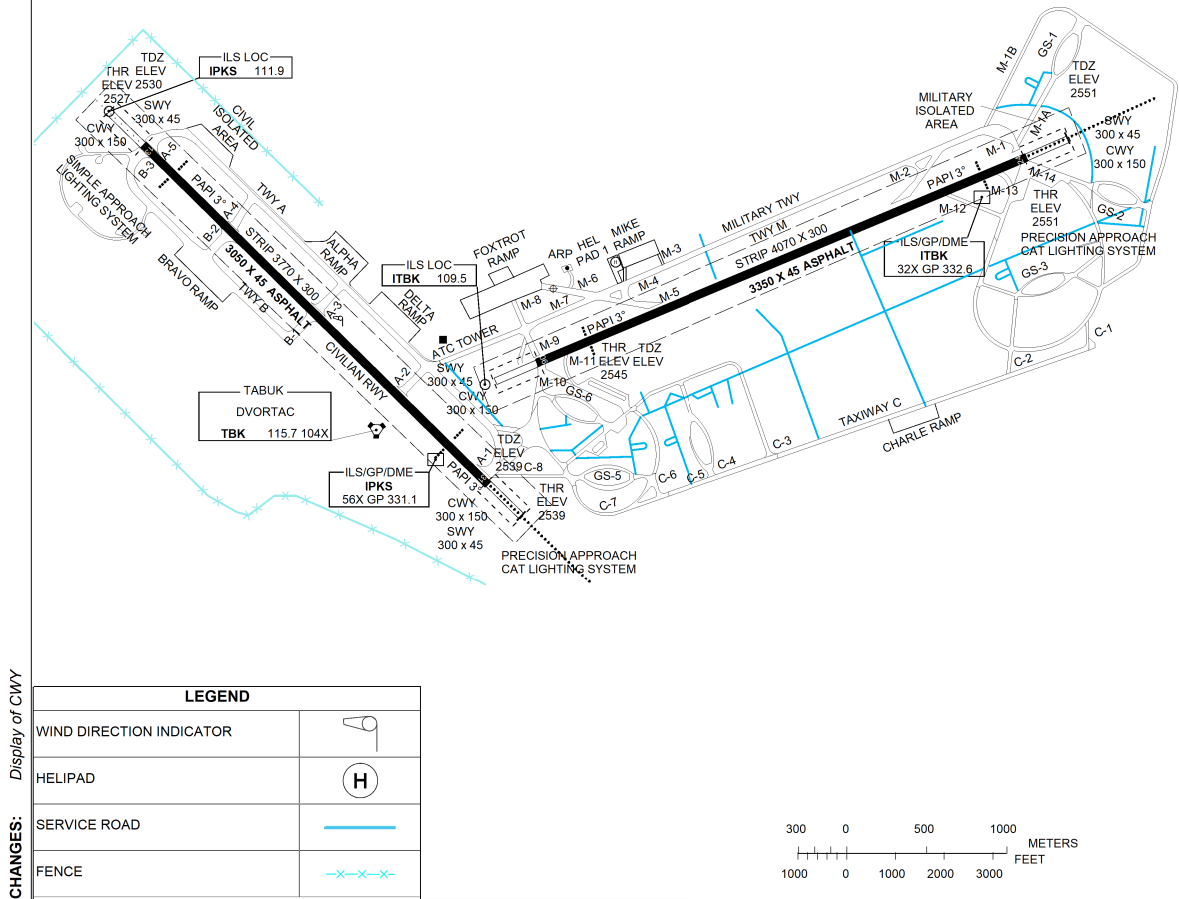 ILS LOC
IPKS 111.9
TDZ
ELEV
2530
THR
ELEV
2527
SWY
300 x 45
CWY
300 x 150
CIVIL
ISOLATED
AREA
SIMPLE APPROACH
LIGHTING SYSTEM
A-5
B-3
PAPI 3°
A-4
B-2
TWY A
STRIP 3770 X 300
3050 X 45 ASPHALT
BRAVO RAMP
TWY B
B-1
ALPHA
RAMP
A-3
DELTA
RAMP
CIVILIAN RWY
A-2
ILS LOC
ITBK 109.5
FOXTROT
RAMP
ARP
HEL
PAD 1
MIKE
RAMP
M-3
M-4
M-5
M-6
M-7
M-8
ATC TOWER
M-9
PAPI 3°
M-11
M-10
THR
ELEV
2545
TDZ
ELEV
SWY
300 x 45
CWY
300 x 150
GS-6
TABUK
DVORTAC
TBK 115.7 104X
ILS/GP/DME
IPKS
56X GP 331.1
PAPI 3°
A-1
TDZ
ELEV
2539
C-8
THR
ELEV
2539
CWY
300 x 150
SWY
300 x 45
PRECISION APPROACH
CAT LIGHTING SYSTEM
GS-5
C-7
C-6
C-5
C-4
C-3
TAXIWAY C
CHARLE RAMP
C-2
C-1
MILITARY TWY
TWY M
STRIP 4070 X 300
3350 X 45 ASPHALT
M-2
M-1
PAPI 3°
M-1A
M-1B
GS-1
TDZ
ELEV
2551
MILITARY
ISOLATED
AREA
SWY
300 x 45
CWY
300 x 150
M-14
M-13
M-12
THR
ELEV
2551
GS-2
PRECISION APPROACH
CAT LIGHTING SYSTEM
GS-3
ILS/GP/DME
ITBK
32X GP 332.6
CHANGES: Display of CWY
LEGEND
WIND DIRECTION INDICATOR
HELIPAD
H
SERVICE ROAD
FENCE
300 0 500 1000
METERS
FEET
1000 0 1000 2000 3000